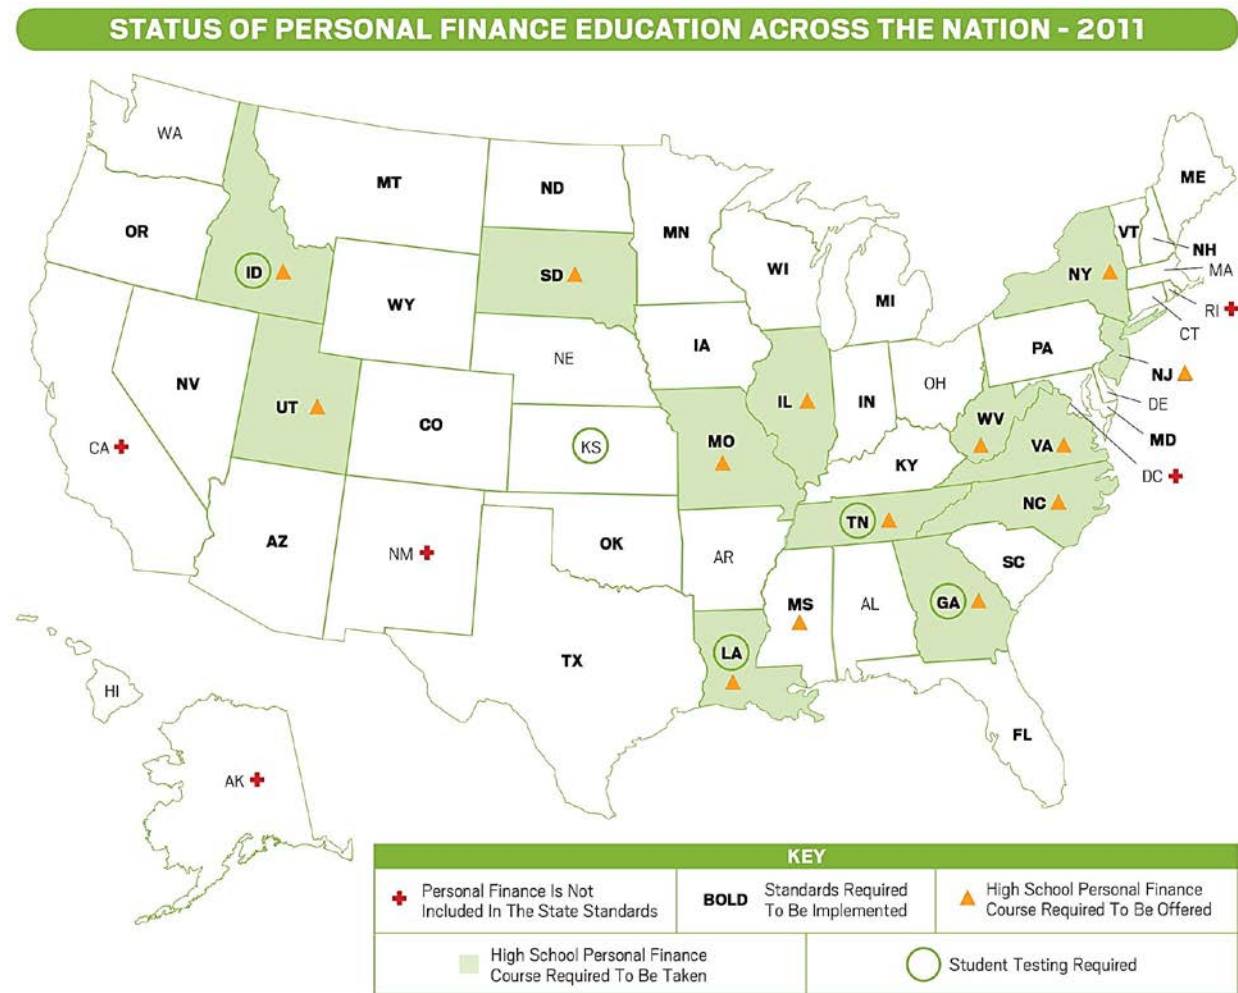 STATUS OF PERSONAL FINANCE EDUCATION ACROSS THE NATION - 2011
WA
MT
ND
MN
ME
OR
ID
SD
WI
MI
VT
NH
NY
MA
WY
RI
CT
NE
IA
PA
NV
UT
CO
IL
IN
OH
NJ
DE
CA
KS
MO
WV
VA
MD
KY
DC
AZ
NM
OK
AR
TN
NC
SC
MS
AL
GA
TX
LA
HI
FL
AK
KEY
Personal Finance Is Not
Included In The State Standards
BOLD
Standards Required
To Be Implemented
High School Personal Finance
Course Required To Be Offered
High School Personal Finance
Course Required To Be Taken
Student Testing Required